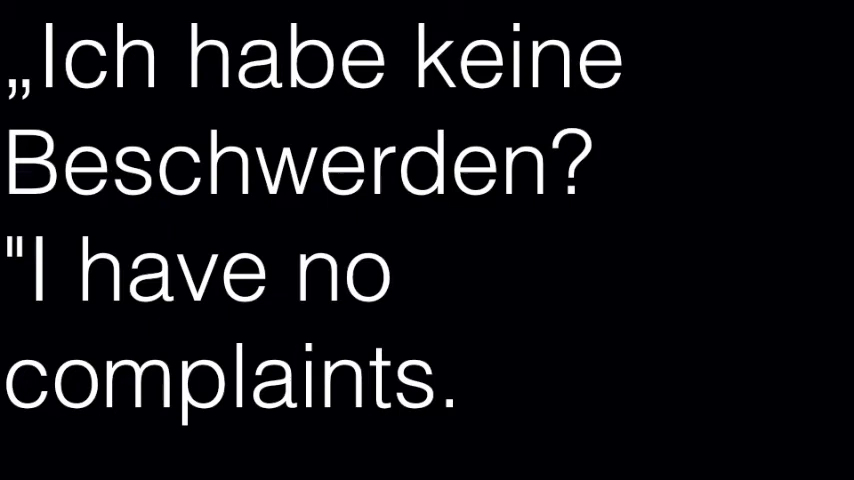 „Ich habe keine
Beschwerden?
"I have no
complaints.